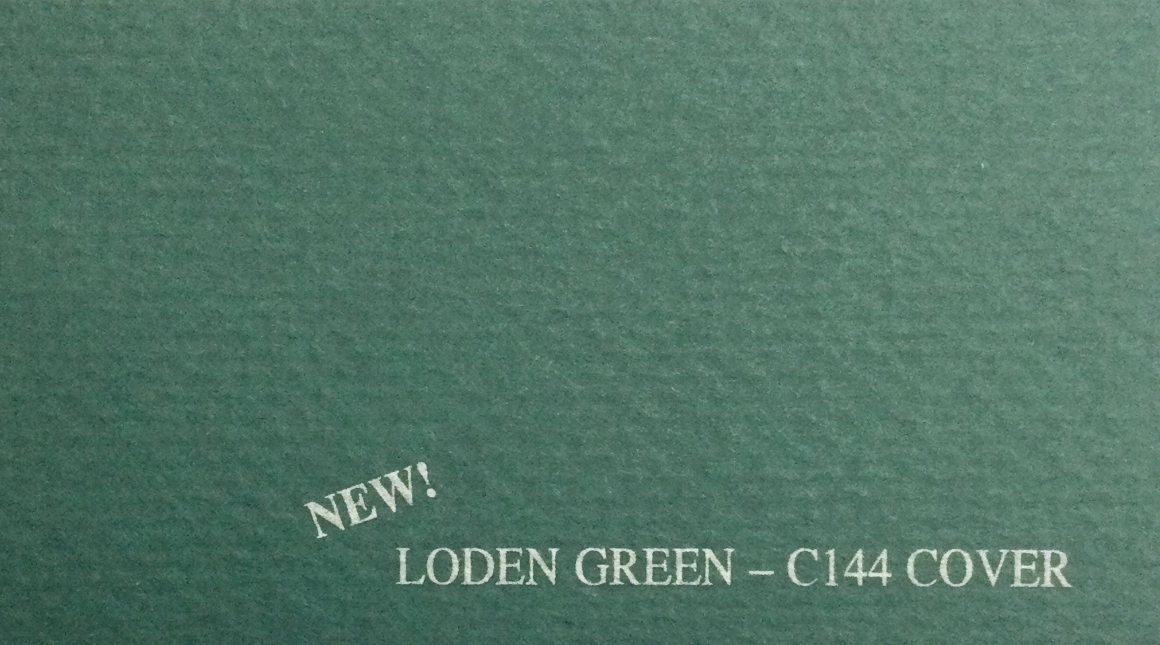 NEW!
LODEN GREEN – C144 COVER